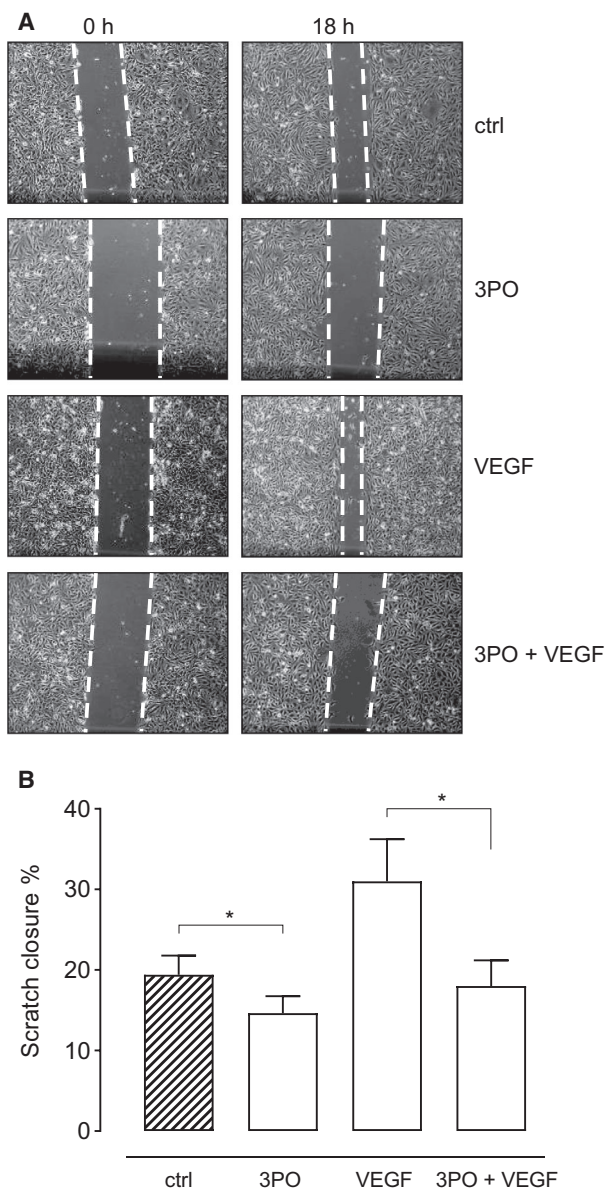 A
0 h 18 h
ctrl
3PO
VEGF
3PO + VEGF
B
Scratch closure %
40
*
30
*
20
10
0
ctrl 3PO VEGF 3PO + VEGF